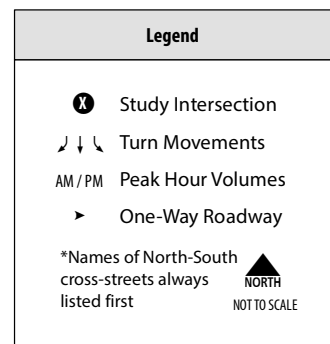 Legend
X Study Intersection
Turn Movements
AM / PM Peak Hour Volumes
One-Way Roadway
*Names of North-South
cross-streets always
listed first
NORTH
NOT TO SCALE